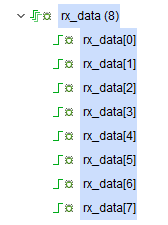 rx_data (8)
rx_data[0]
rx_data[1]
rx_data[2]
rx_data[3]
rx_data[4]
rx_data[5]
rx_data[6]
rx_data[7]